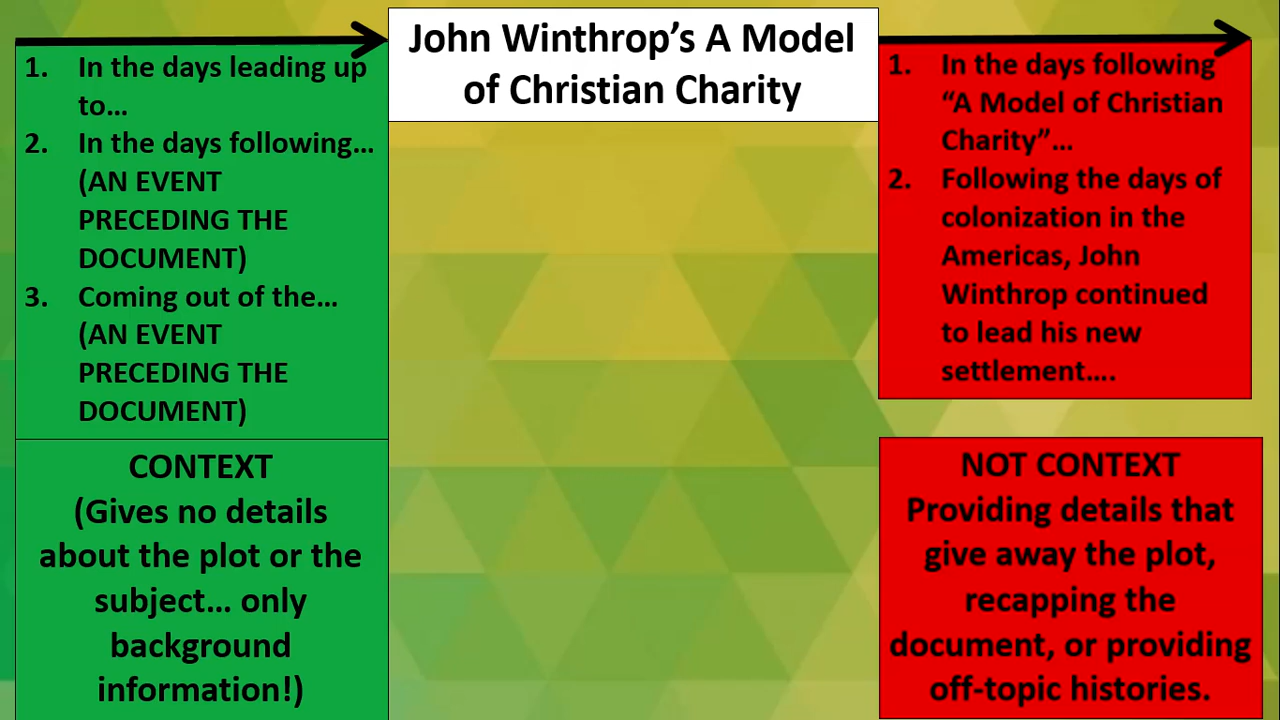 John Winthrop’s A Model
of Christian Charity
1. In the days leading up
to…
2. In the days following…
(AN EVENT
PRECEDING THE
DOCUMENT)
3. Coming out of the…
(AN EVENT
PRECEDING THE
DOCUMENT)
CONTEXT
(Gives no details
about the plot or the
subject… only
background
information!)
1. In the days following
“A Model of Christian
Charity”…
2. Following the days of
colonization in the
Americas, John
Winthrop continued
to lead his new
settlement….
NOT CONTEXT
Providing details that
give away the plot,
recapping the
document, or providing
off-topic histories.